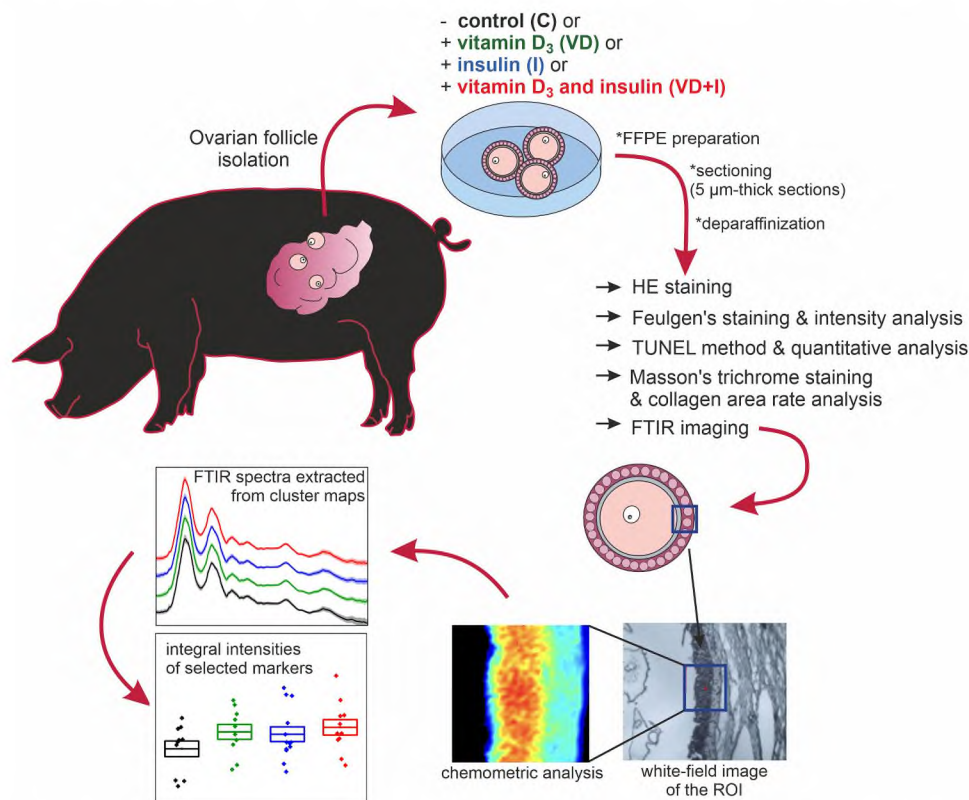 - control (C) or
+ vitamin D₃ (VD) or
+ insulin (I) or
+ vitamin D₃ and insulin (VD+I)
Ovarian follicle
isolation
*FFPE preparation
*sectioning
(5 µm-thick sections)
*deparaffinization
→ HE staining
→ Feulgen's staining & intensity analysis
→ TUNEL method & quantitative analysis
→ Masson's trichrome staining
& collagen area rate analysis
→ FTIR imaging
FTIR spectra extracted
from cluster maps
integral intensities
of selected markers
chemometric analysis
white-field image
of the ROI